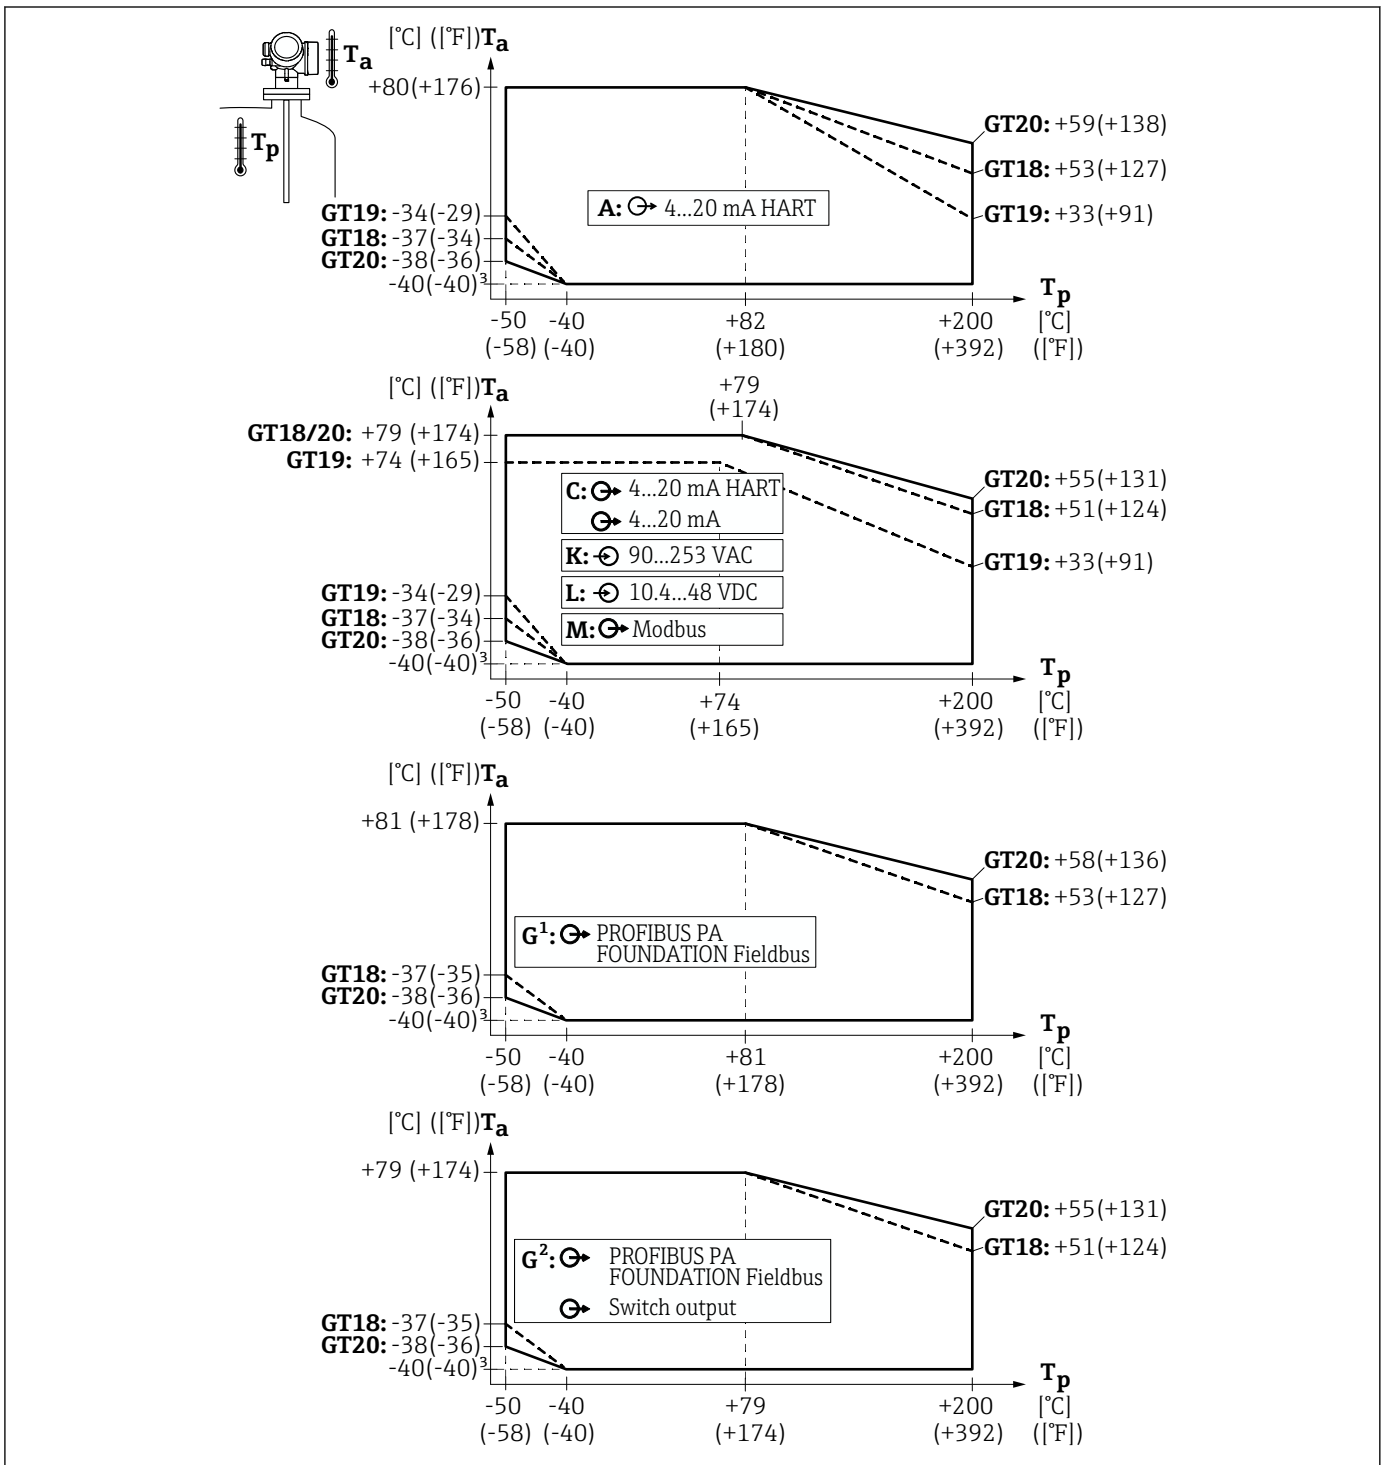 [°C] ([°F]) Ta
Ta
Tp
+80(+176)
GT20: +59(+138)
GT18: +53(+127)
GT19: +33(+91)
A: 4...20 mA HART
GT19: -34(-29)
GT18: -37(-34)
GT20: -38(-36)
-40(-40)³
Tp
-50 -40 +82 +200 [°C]
(-58) (-40) (+180) (+392) ([°F])
[°C] ([°F]) Ta
+79
(+174)
GT18/20: +79 (+174)
GT19: +74 (+165)
GT20: +55(+131)
GT18: +51(+124)
GT19: +33(+91)
C: 4...20 mA HART
4...20 mA
K: 90...253 VAC
L: 10.4...48 VDC
M: Modbus
GT19: -34(-29)
GT18: -37(-34)
GT20: -38(-36)
-40(-40)³
Tp
-50 -40 +74 +200 [°C]
(-58) (-40) (+165) (+392) ([°F])
[°C] ([°F]) Ta
+81 (+178)
GT20: +58(+136)
GT18: +53(+127)
G¹: PROFIBUS PA
FOUNDATION Fieldbus
GT18: -37(-35)
GT20: -38(-36)
-40(-40)³
Tp
-50 -40 +81 +200 [°C]
(-58) (-40) (+178) (+392) ([°F])
[°C] ([°F]) Ta
+79 (+174)
GT20: +55(+131)
GT18: +51(+124)
G²: PROFIBUS PA
FOUNDATION Fieldbus
Switch output
GT18: -37(-35)
GT20: -38(-36)
-40(-40)³
Tp
-50 -40 +79 +200 [°C]
(-58) (-40) (+174) (+392) ([°F])